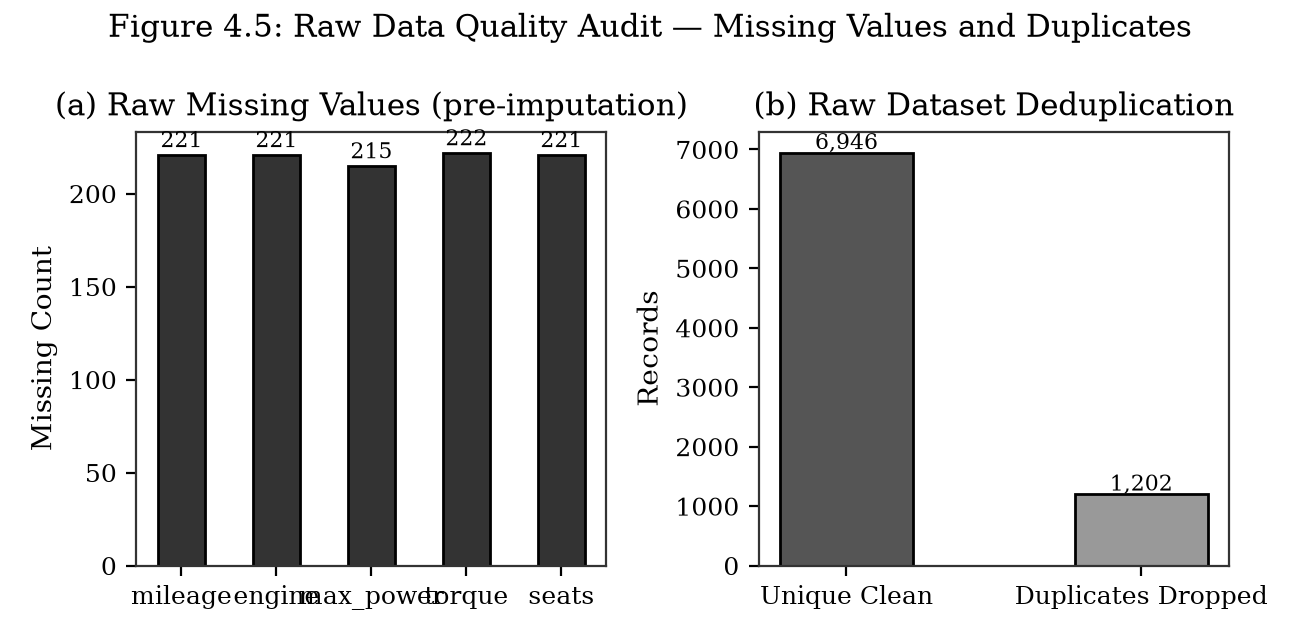 Figure 4.5: Raw Data Quality Audit — Missing Values and Duplicates
(a) Raw Missing Values (pre-imputation)
221
221
215
222
221
200
150
100
50
0
Missing Count
mileage
engine
max_power
torque
seats
(b) Raw Dataset Deduplication
6,946
1,202
7000
6000
5000
4000
3000
2000
1000
0
Records
Unique Clean
Duplicates Dropped